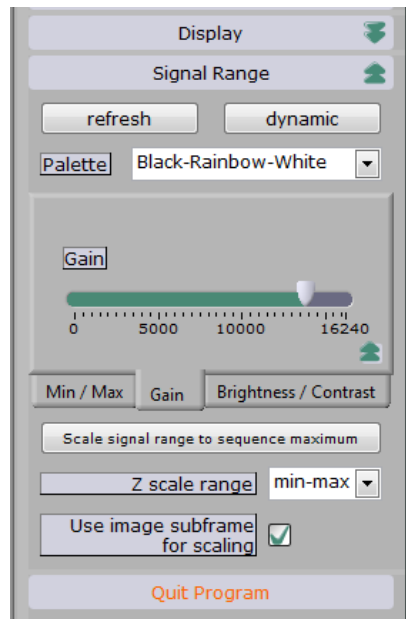 Display
Signal Range
refresh dynamic
Palette Black-Rainbow-White
Gain
0 5000 10000 16240
Min / Max Gain Brightness / Contrast
Scale signal range to sequence maximum
Z scale range min-max
Use image subframe
for scaling
Quit Program